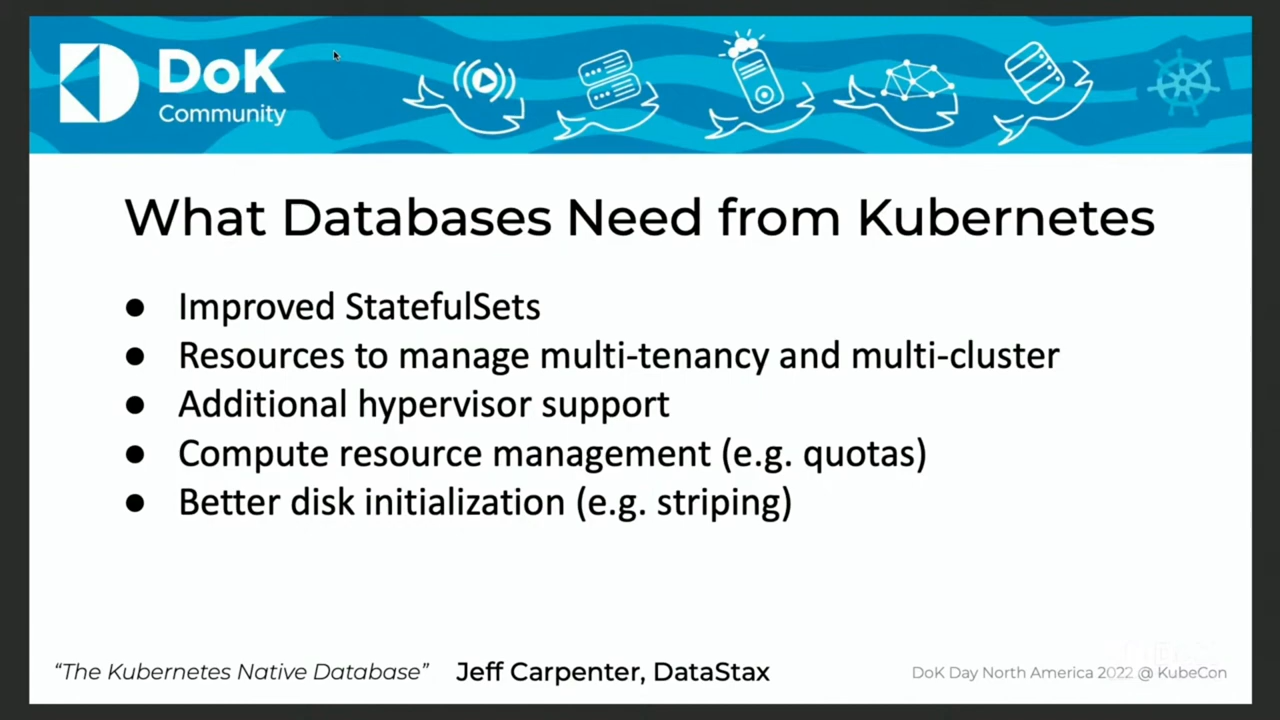 DoK
Community
What Databases Need from Kubernetes
● Improved StatefulSets
● Resources to manage multi-tenancy and multi-cluster
● Additional hypervisor support
● Compute resource management (e.g. quotas)
● Better disk initialization (e.g. striping)
“The Kubernetes Native Database” Jeff Carpenter, DataStax DoK Day North America 2022 @ KubeCon